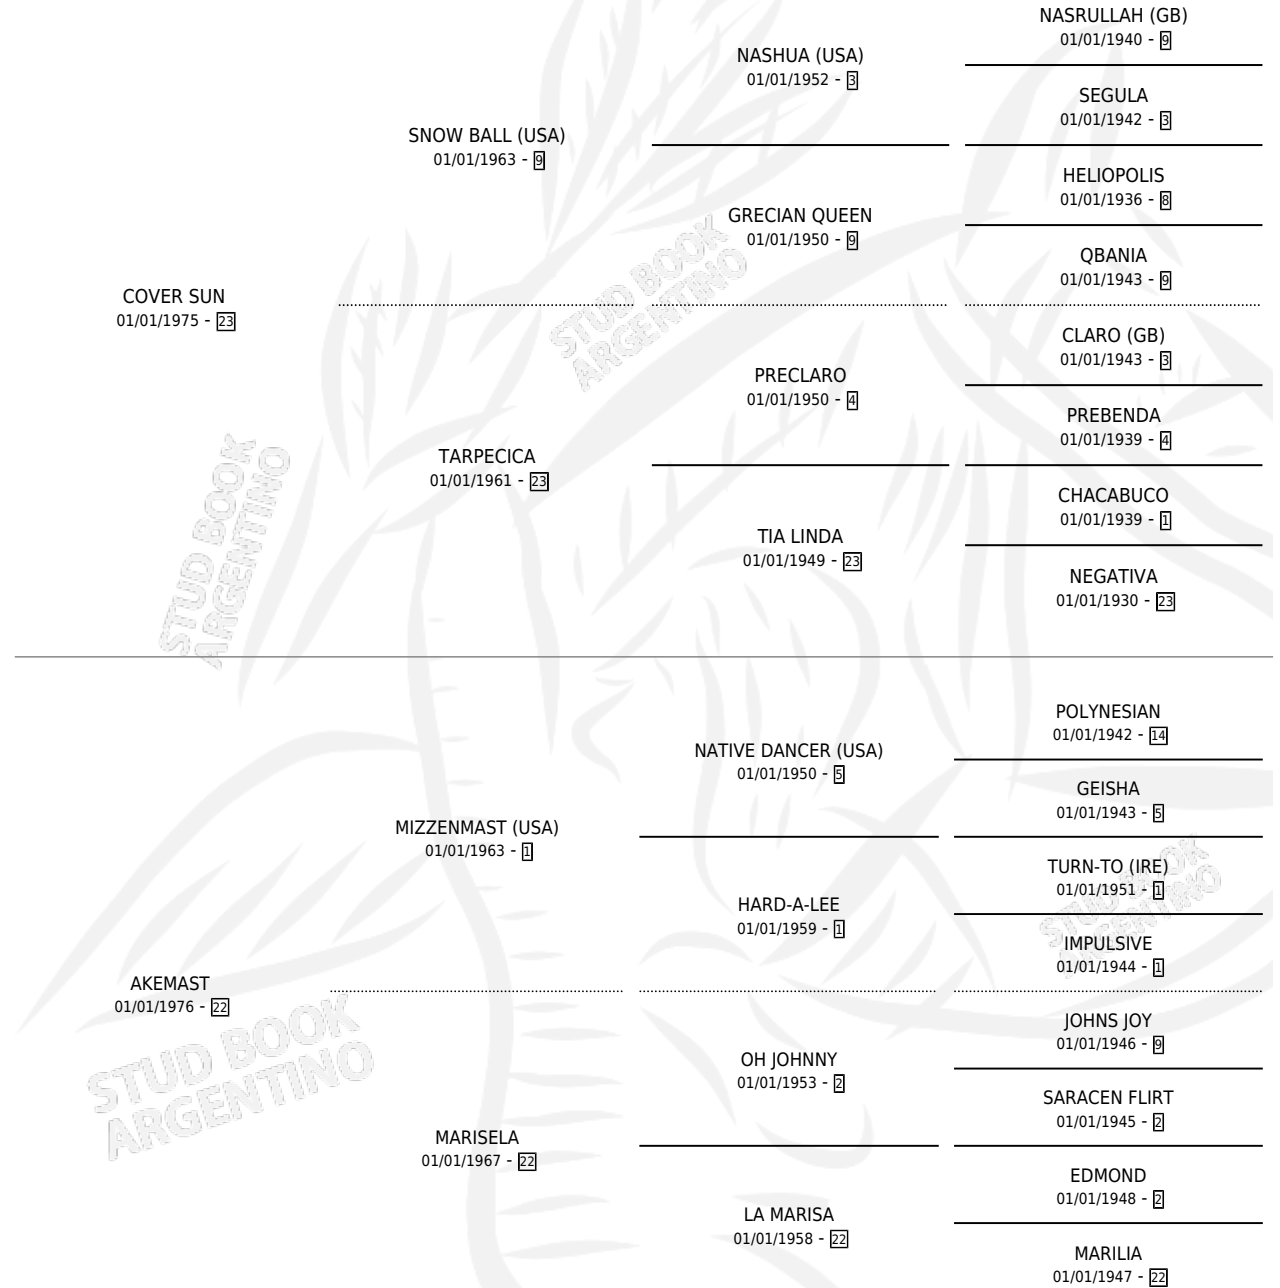 NASRULLAH (GB)
01/01/1940 - 9
NASHUA (USA)
01/01/1952 - 3
SEGULA
01/01/1942 - 3
SNOW BALL (USA)
01/01/1963 - 9
HELIOPOLIS
01/01/1936 - 8
GRECIAN QUEEN
01/01/1950 - 9
QBANIA
01/01/1943 - 9
COVER SUN
01/01/1975 - 23
CLARO (GB)
01/01/1943 - 3
PRECLARO
01/01/1950 - 4
PREBENDA
01/01/1939 - 4
TARPECICA
01/01/1961 - 23
CHACABUCO
01/01/1939 - 1
TIA LINDA
01/01/1949 - 23
NEGATIVA
01/01/1930 - 23
STUD BOOK
ARGENTINO
STUD BOOK
ARGENTINO
POLYNESIAN
01/01/1942 - 14
NATIVE DANCER (USA)
01/01/1950 - 5
GEISHA
01/01/1943 - 5
MIZZENMAST (USA)
01/01/1963 - 1
TURN-TO (IRE)
01/01/1951 - 1
HARD-A-LEE
01/01/1959 - 1
IMPULSIVE
01/01/1944 - 1
AKEMAST
01/01/1976 - 22
JOHNS JOY
01/01/1946 - 9
OH JOHNNY
01/01/1953 - 2
SARACEN FLIRT
01/01/1945 - 2
MARISELA
01/01/1967 - 22
EDMOND
01/01/1948 - 2
LA MARISA
01/01/1958 - 22
MARILIA
01/01/1947 - 22
STUD BOOK
ARGENTINO
STUD BOOK
ARGENTINO